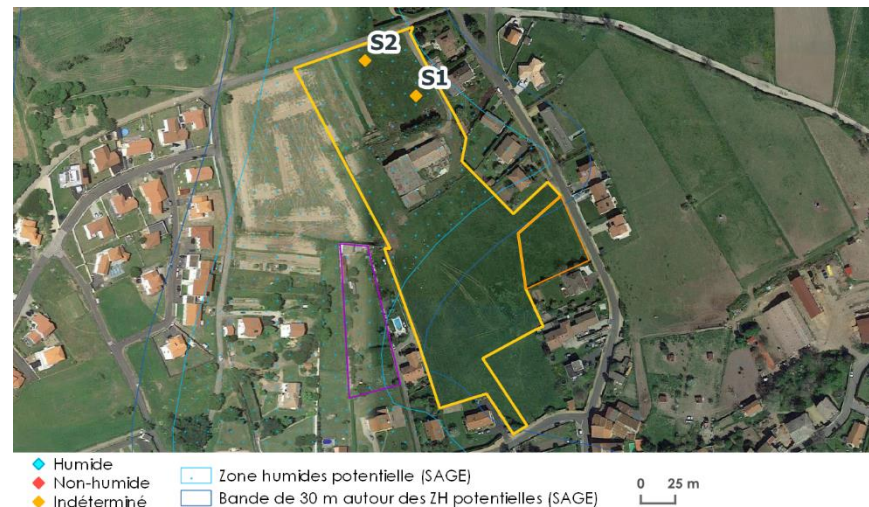 S2
S1
Humide
Non-humide
Indéterminé
Zone humides potentielle (SAGE)
Bande de 30 m autour des ZH potentielles (SAGE)
0 25 m